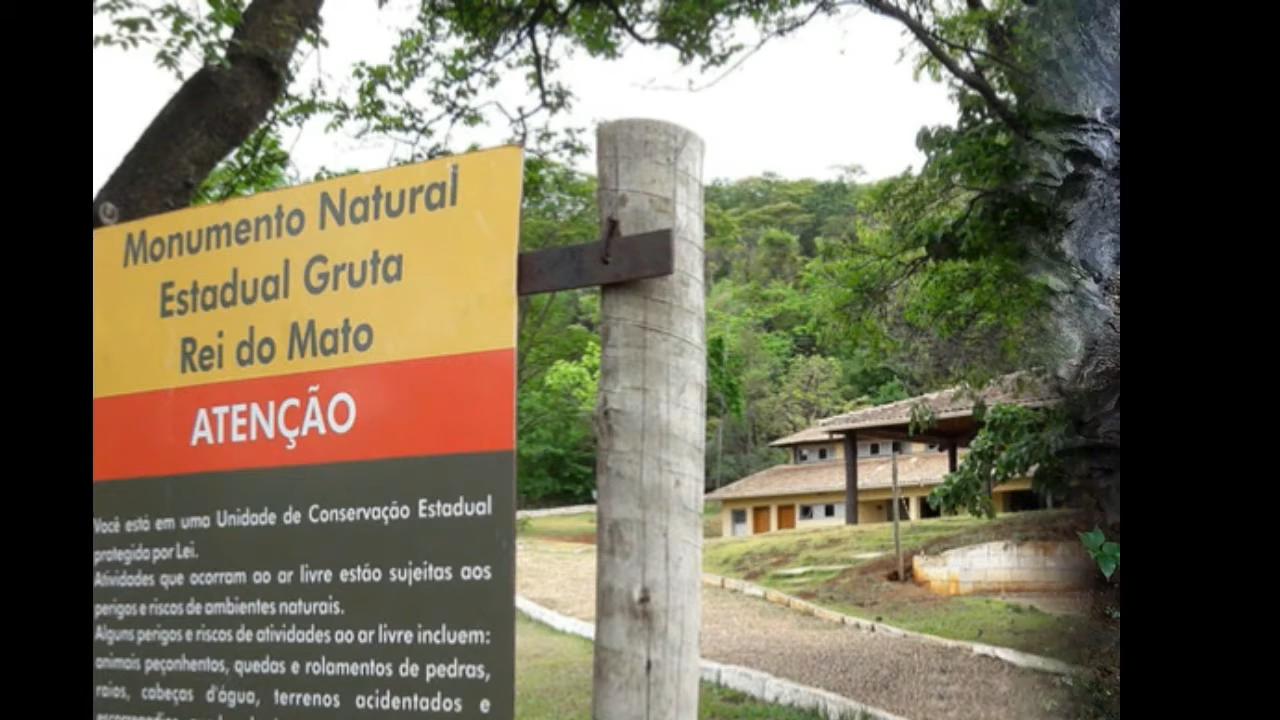 Monumento Natural
Estadual Gruta
Rei do Mato
ATENÇÃO
Você está em uma Unidade de Conservação Estadual
protegida por Lei.
Atividades que ocorram ao ar livre estão sujeitas aos
perigos e riscos de ambientes naturais.
Alguns perigos e riscos de atividades ao ar livre incluem:
animais peçonhentos, quedas e rolamentos de pedras,
raios, cabeças d'água, terrenos acidentados e